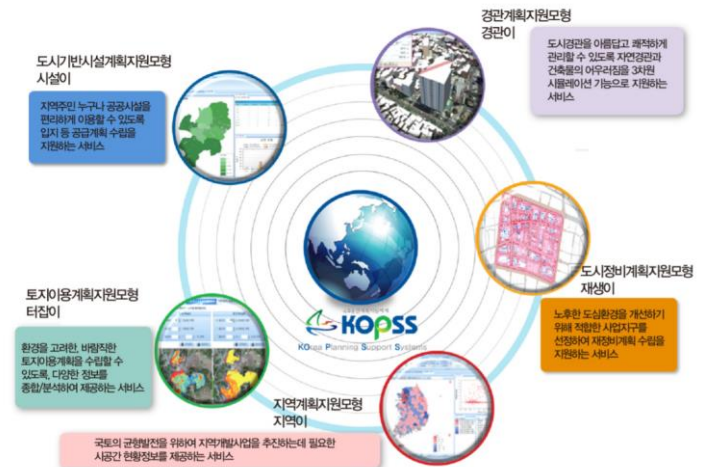 경관계획지원모형
경관이
도시경관을 아름답고 쾌적하게
관리할 수 있도록 자연경관과
건축물의 어우러짐을 3차원
시뮬레이션 기능으로 지원하는
서비스
도시기반시설계획지원모형
시설이
지역주민 누구나 공공시설을
편리하게 이용할 수 있도록
입지 등 공급계획 수립을
지원하는 서비스
도시정비지구지원모형
재생이
노후한 도심환경을 개선하기
위해 적합한 사업지구를
선정하여 재정비계획 수립을
지원하는 서비스
토지이용계획지원모형
터잡이
환경을 고려한, 바람직한
토지이용계획을 수립할 수
있도록, 다양한 정보를
종합/분석하여 제공하는 서비스
KOPSS
KOrea Planning Support Systems
지역계획지원모형
지역이
국토의 균형발전을 위하여 지역개발사업을 추진하는데 필요한
시공간 현황정보를 제공하는 서비스